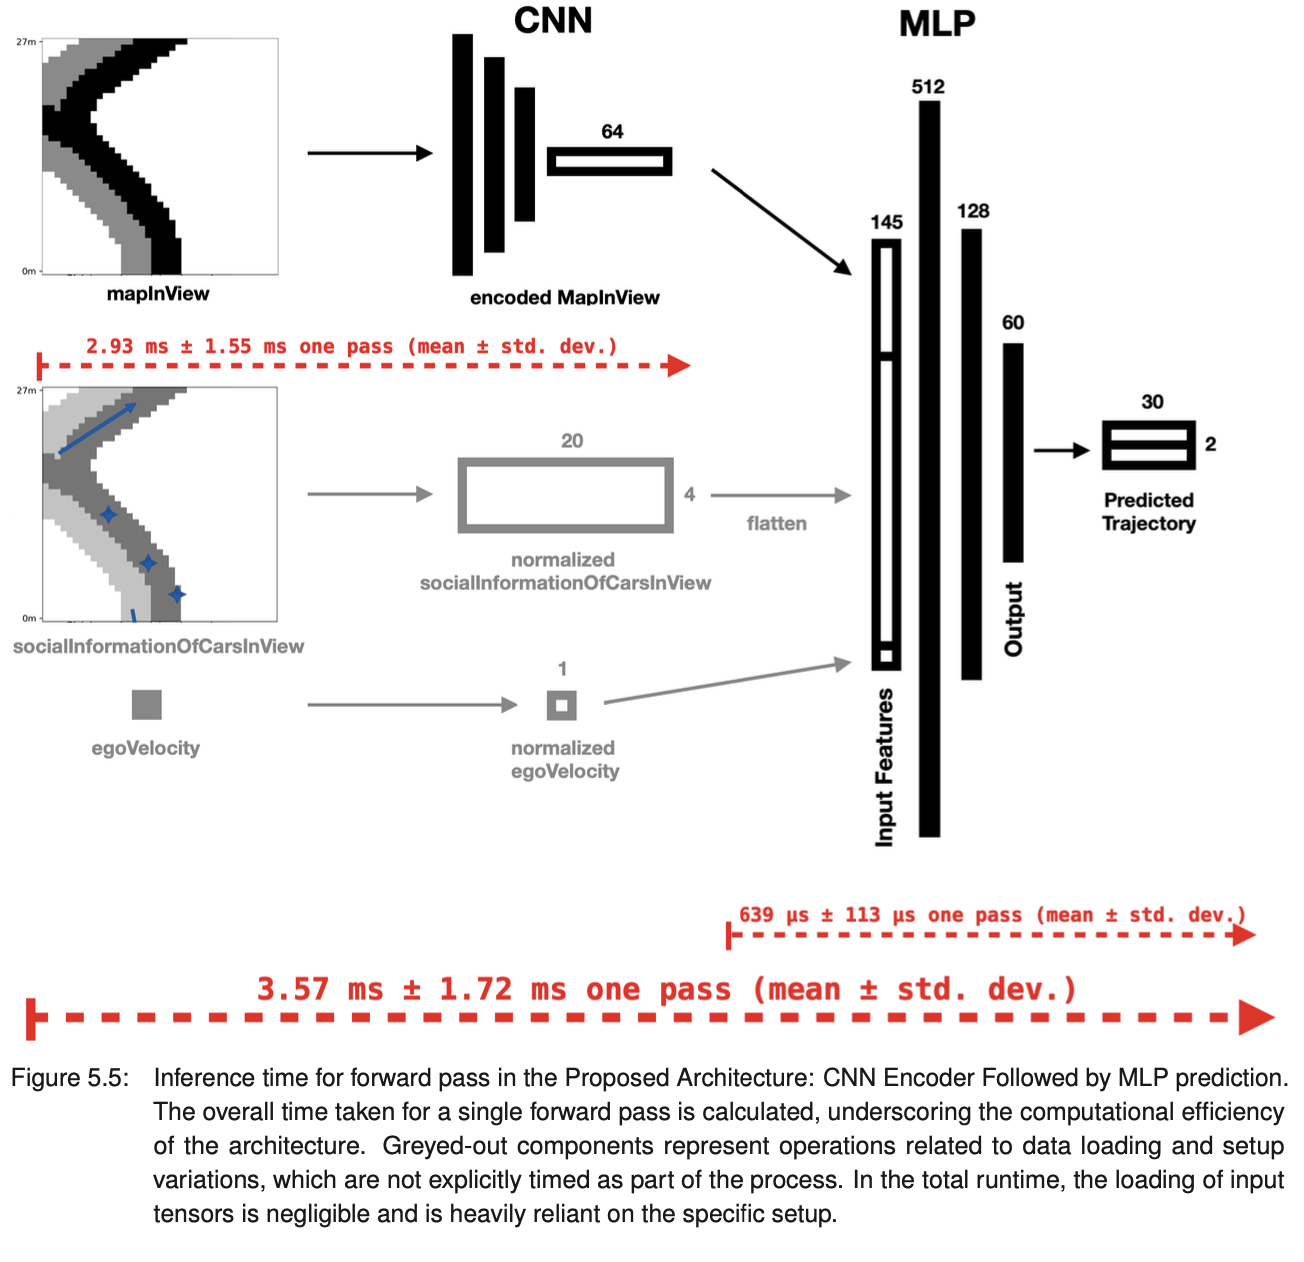 CNN
MLP
27m
0m
mapInView
64
encoded MapInView
2.93 ms ± 1.55 ms one pass (mean ± std. dev.)
27m
0m
socialInformationOfCarsInView
20
4
normalized
socialInformationOfCarsInView
flatten
egoVelocity
1
normalized
egoVelocity
145
Input Features
512
128
60
Output
30
2
Predicted
Trajectory
639 µs ± 113 µs one pass (mean ± std. dev.)
3.57 ms ± 1.72 ms one pass (mean ± std. dev.)
Figure 5.5: Inference time for forward pass in the Proposed Architecture: CNN Encoder Followed by MLP prediction.
The overall time taken for a single forward pass is calculated, underscoring the computational efficiency
of the architecture. Greyed-out components represent operations related to data loading and setup
variations, which are not explicitly timed as part of the process. In the total runtime, the loading of input
tensors is negligible and is heavily reliant on the specific setup.